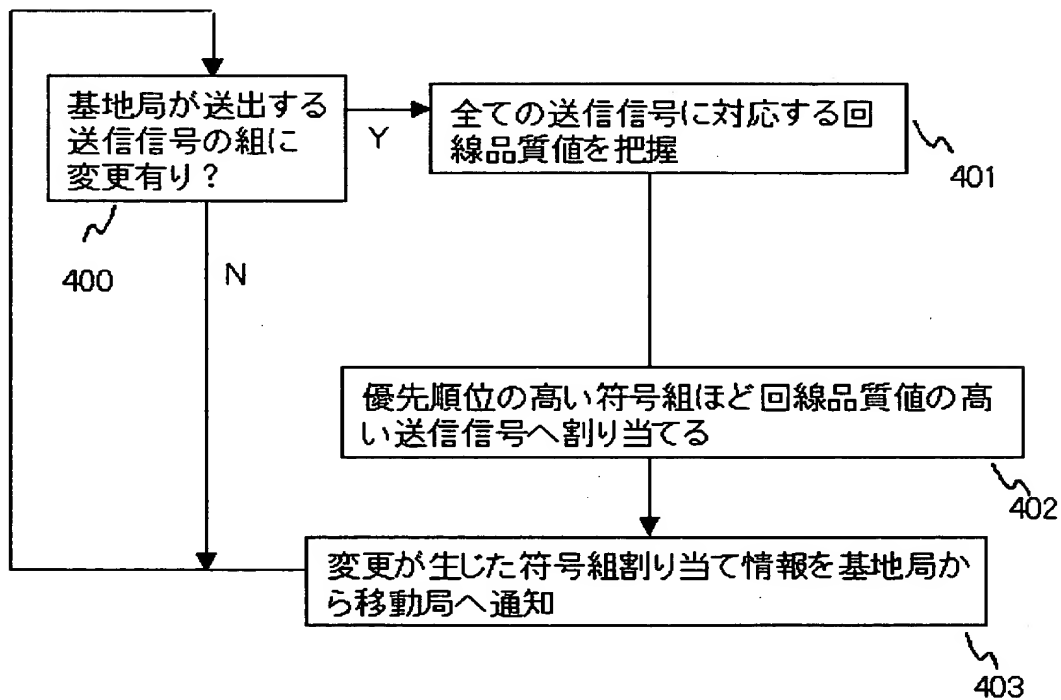 基地局が送出する
送信信号の組に
変更有り?
400
Y
N
全ての送信信号に対応する回
線品質値を把握
401
優先順位の高い符号組ほど回線品質値の高
い送信信号へ割り当てる
402
変更が生じた符号組割り当て情報を基地局か
ら移動局へ通知
403